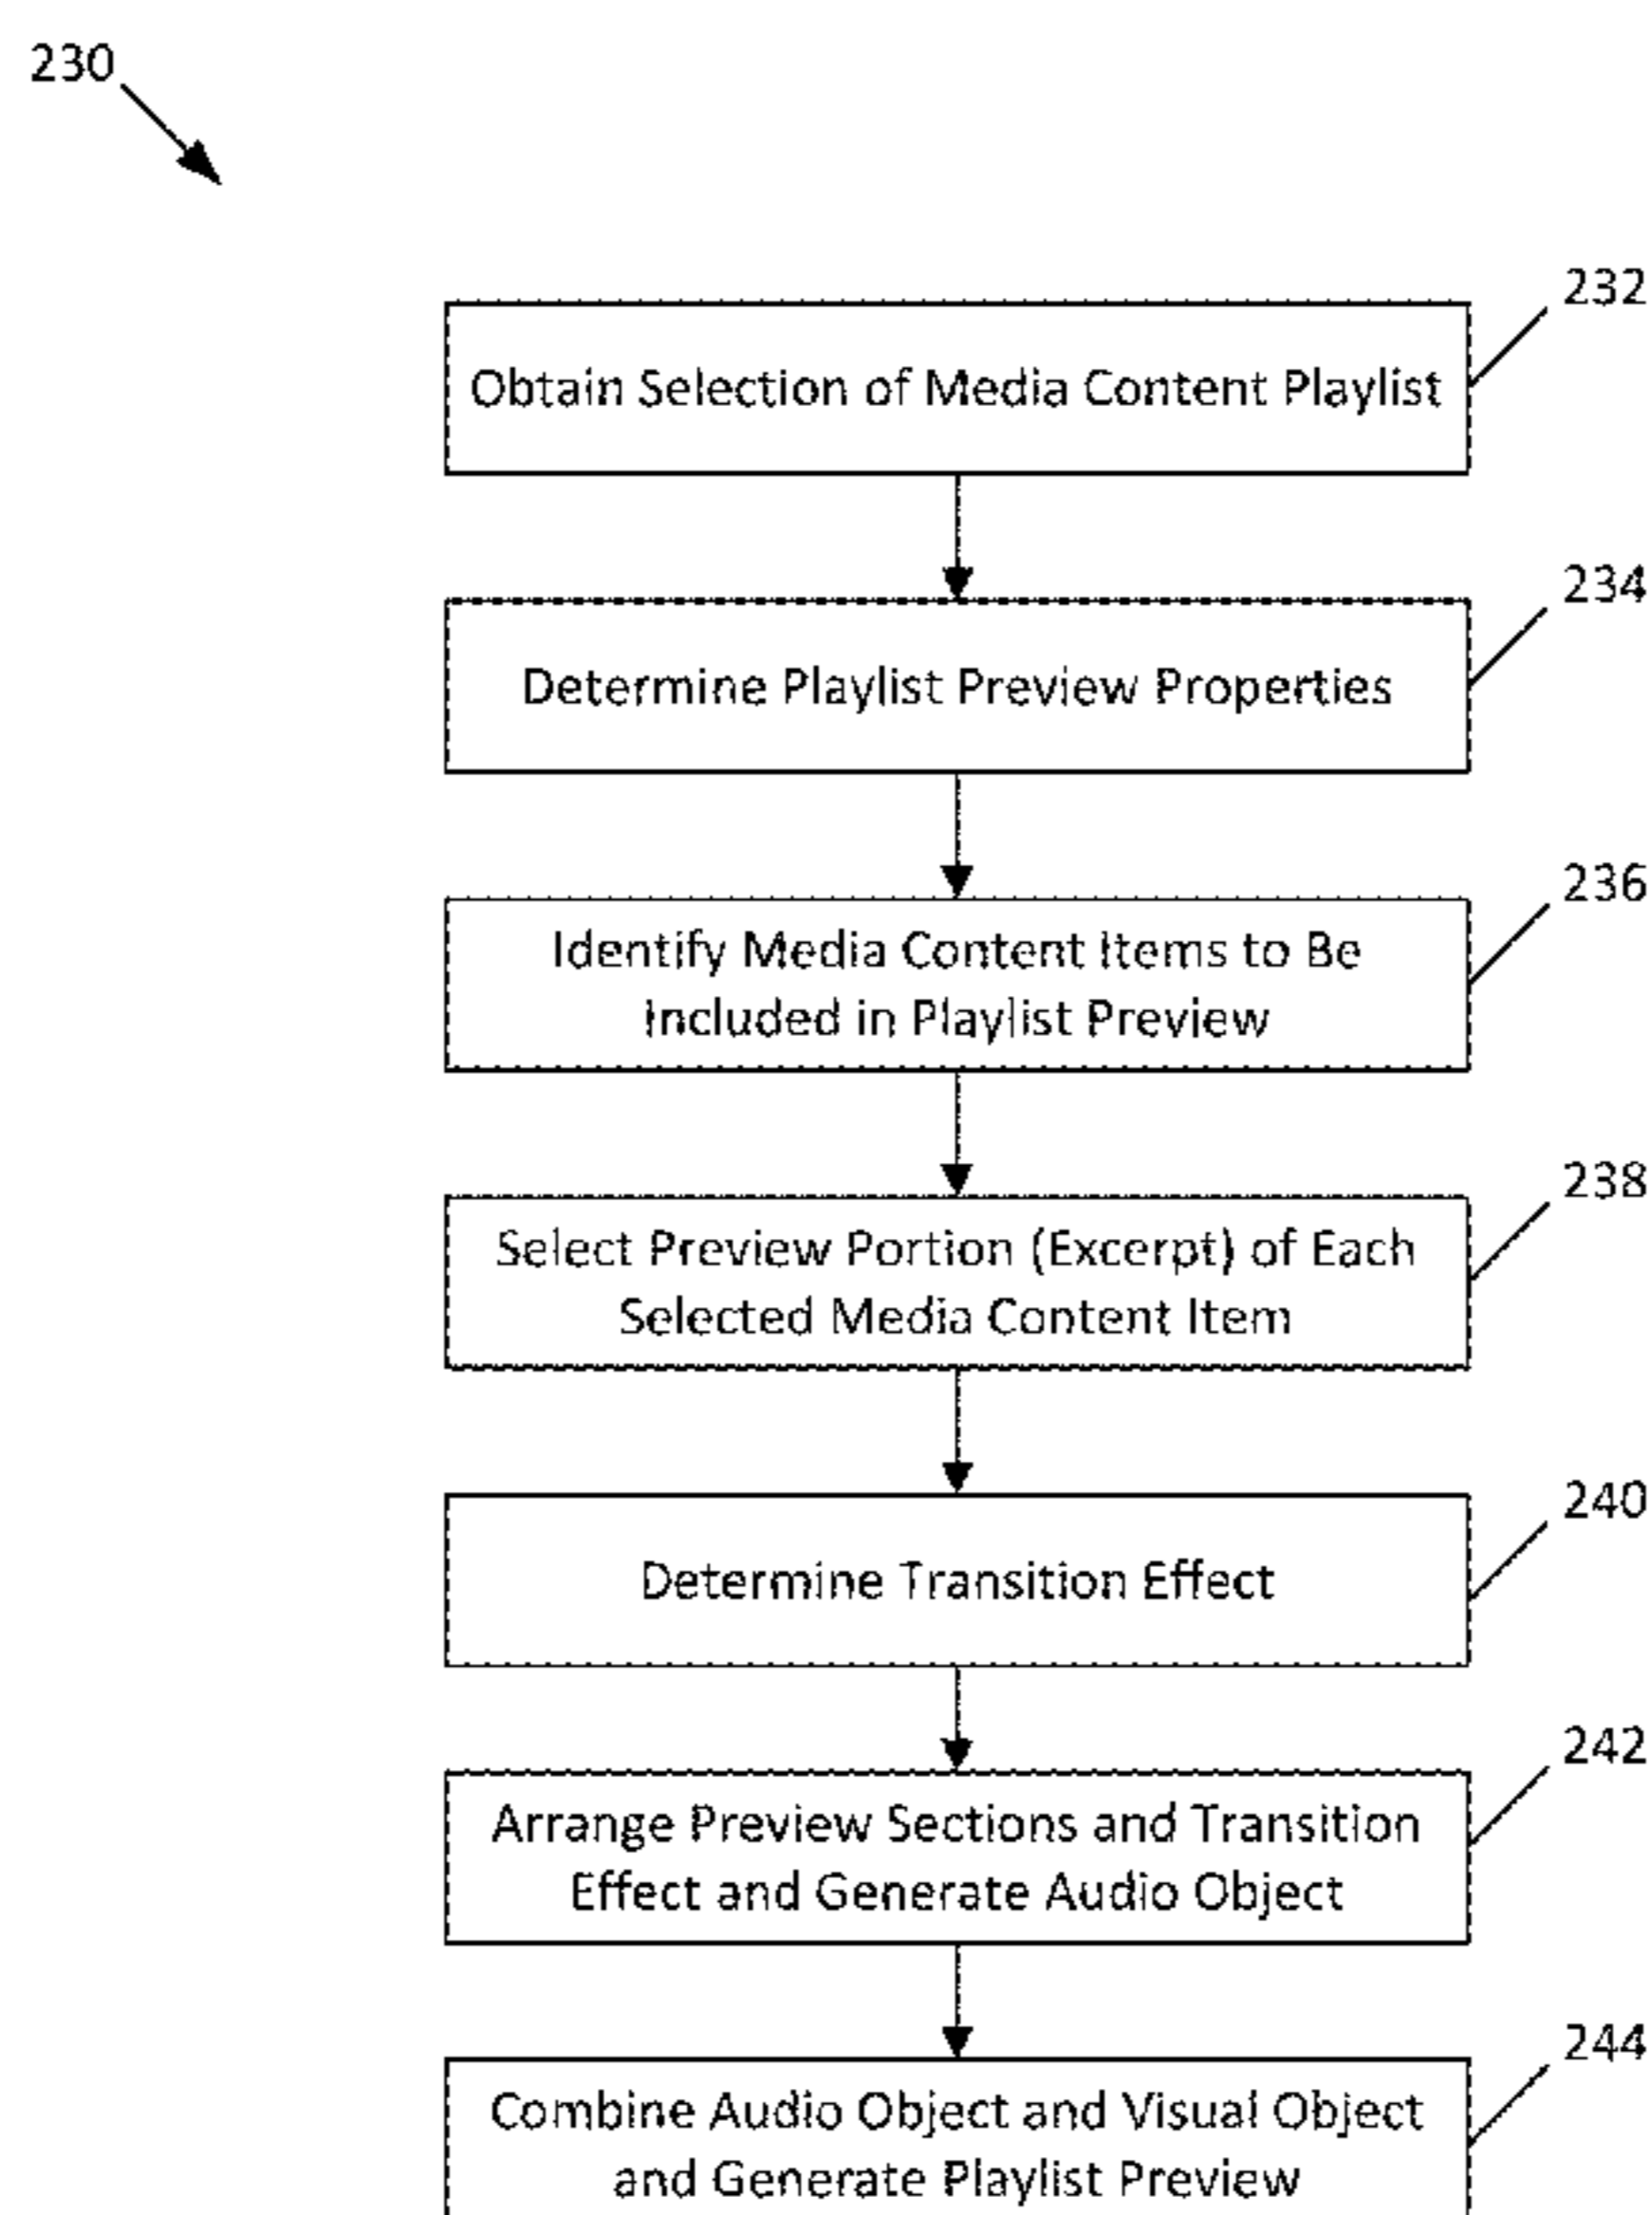 230
232
Obtain Selection of Media Content Playlist
234
Determine Playlist Preview Properties
236
Identify Media Content Items to Be
Included in Playlist Preview
238
Select Preview Portion (Excerpt) of Each
Selected Media Content Item
240
Determine Transition Effect
242
Arrange Preview Sections and Transition
Effect and Generate Audio Object
244
Combine Audio Object and Visual Object
and Generate Playlist Preview